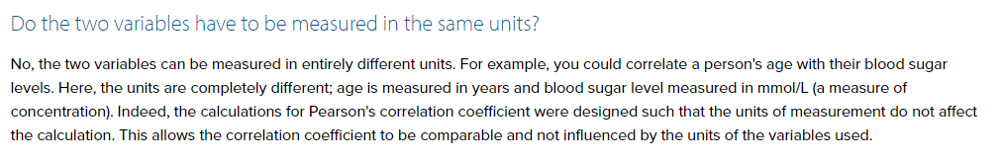 Do the two variables have to be measured in the same units?
No, the two variables can be measured in entirely different units. For example, you could correlate a person's age with their blood sugar
levels. Here, the units are completely different; age is measured in years and blood sugar level measured in mmol/L (a measure of
concentration). Indeed, the calculations for Pearson's correlation coefficient were designed such that the units of measurement do not affect
the calculation. This allows the correlation coefficient to be comparable and not influenced by the units of the variables used.